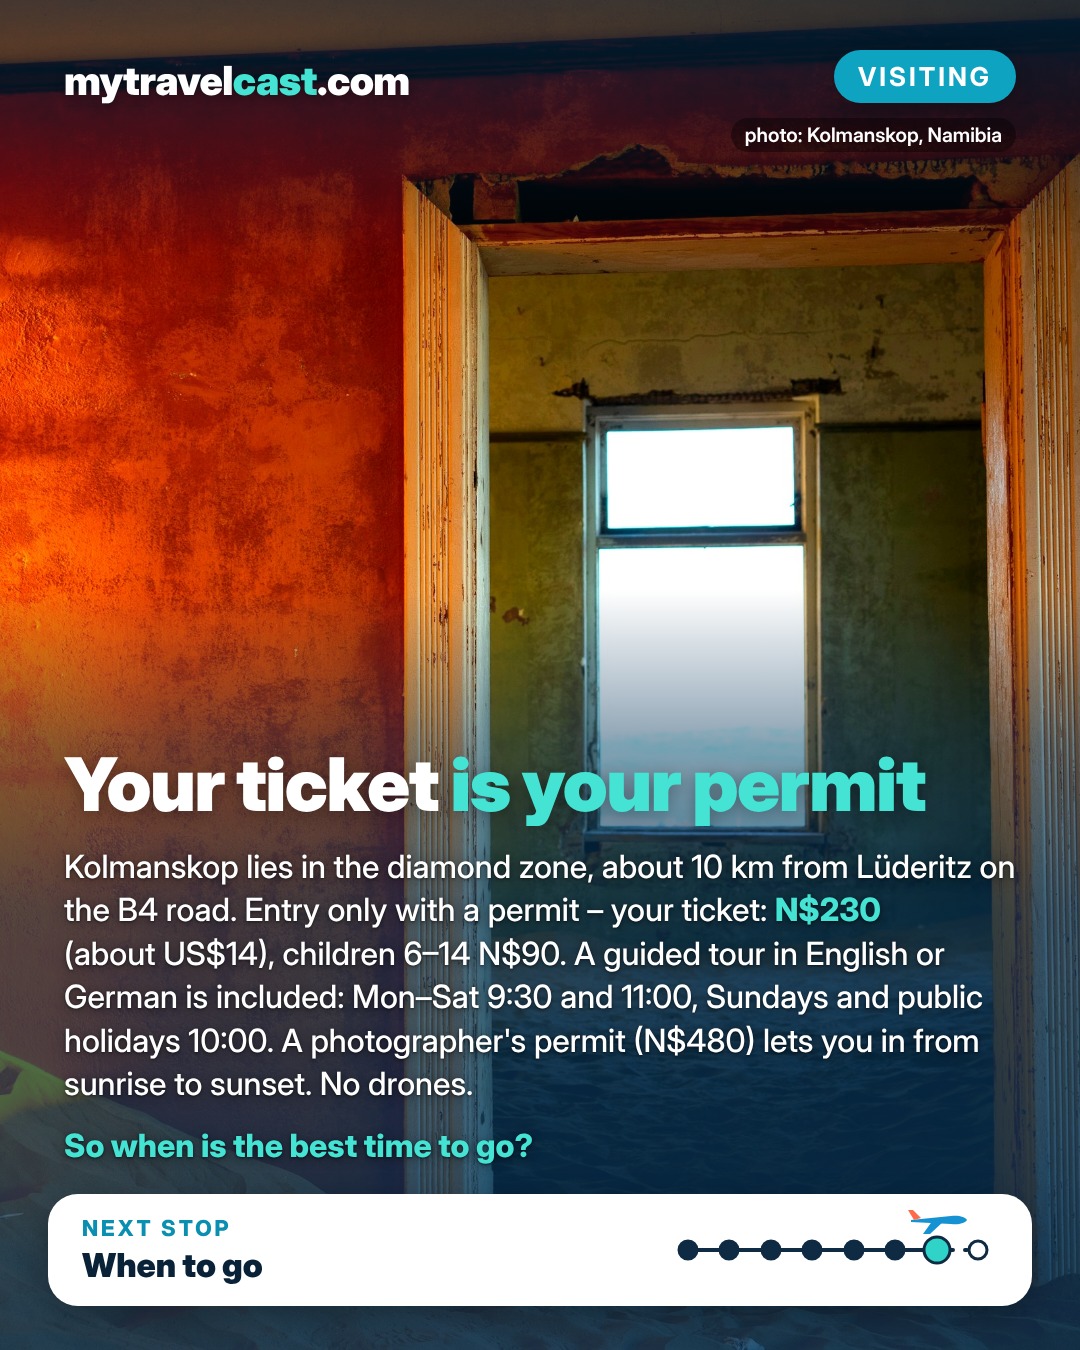 mytravelcast.com
VISITING
photo: Kolmanskop, Namibia
Your ticket is your permit
Kolmanskop lies in the diamond zone, about 10 km from Lüderitz on
the B4 road. Entry only with a permit – your ticket: N$230
(about US$14), children 6–14 N$90. A guided tour in English or
German is included: Mon–Sat 9:30 and 11:00, Sundays and public
holidays 10:00. A photographer's permit (N$480) lets you in from
sunrise to sunset. No drones.
So when is the best time to go?
NEXT STOP
When to go